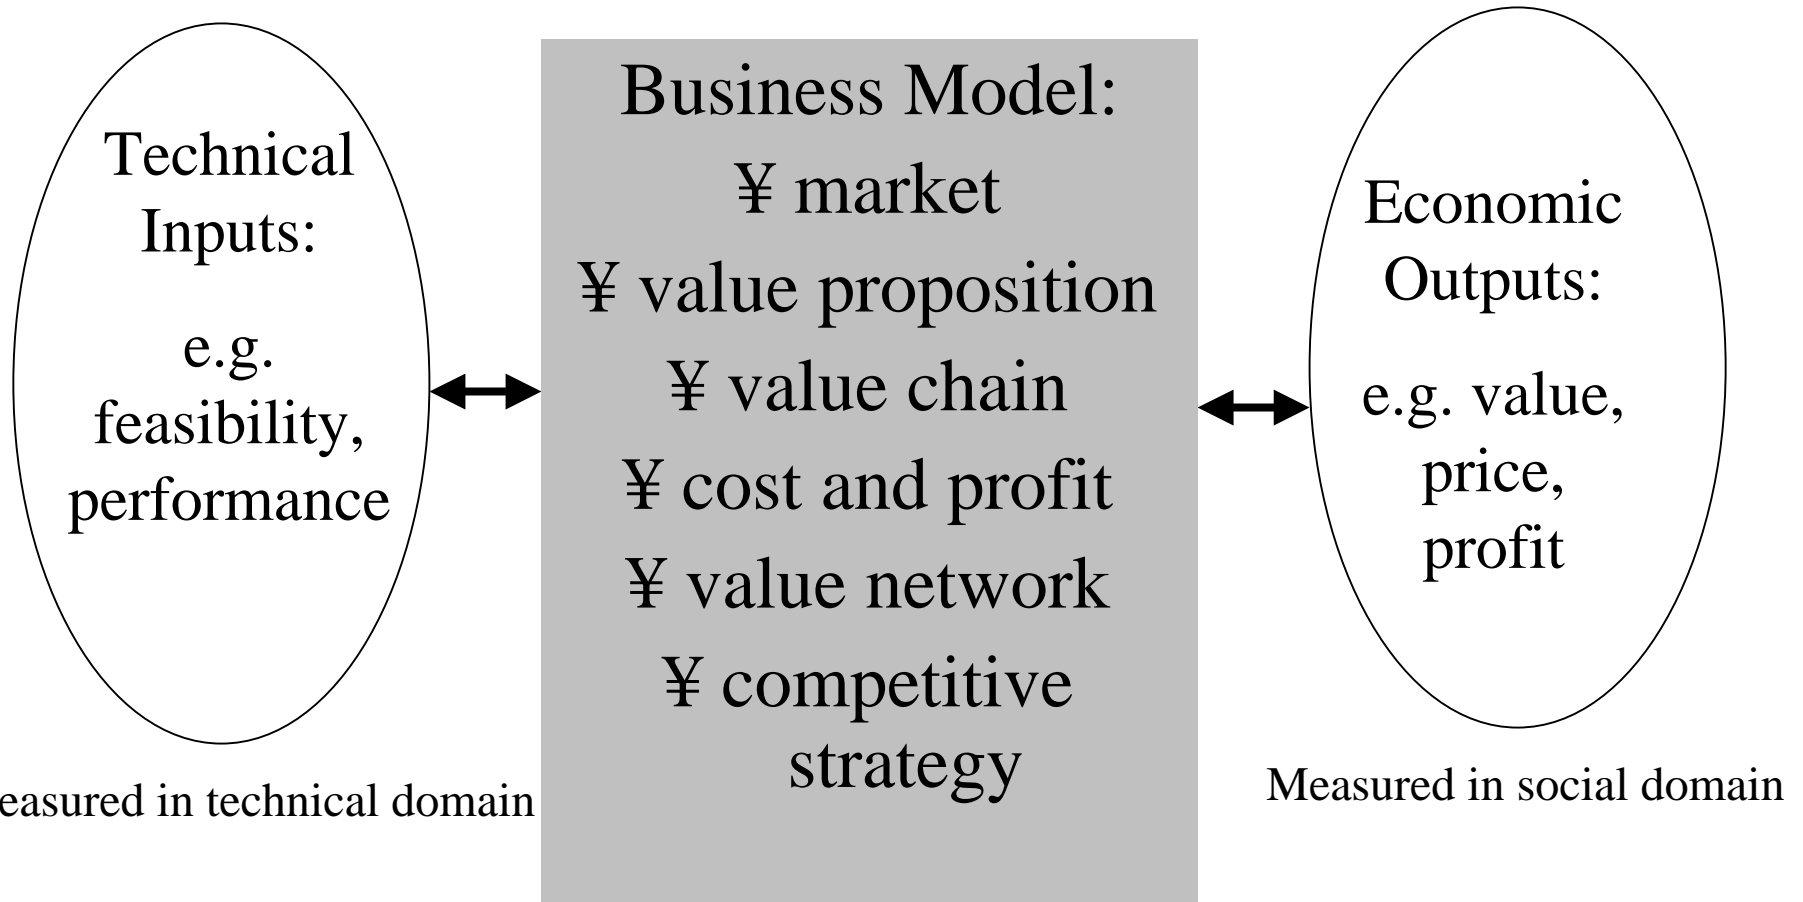 Technical
Inputs:
e.g.
feasibility,
performance
easured in technical domain
Business Model:
¥ market
¥ value proposition
¥ value chain
¥ cost and profit
¥ value network
¥ competitive
strategy
Economic
Outputs:
e.g. value,
price,
profit
Measured in social domain